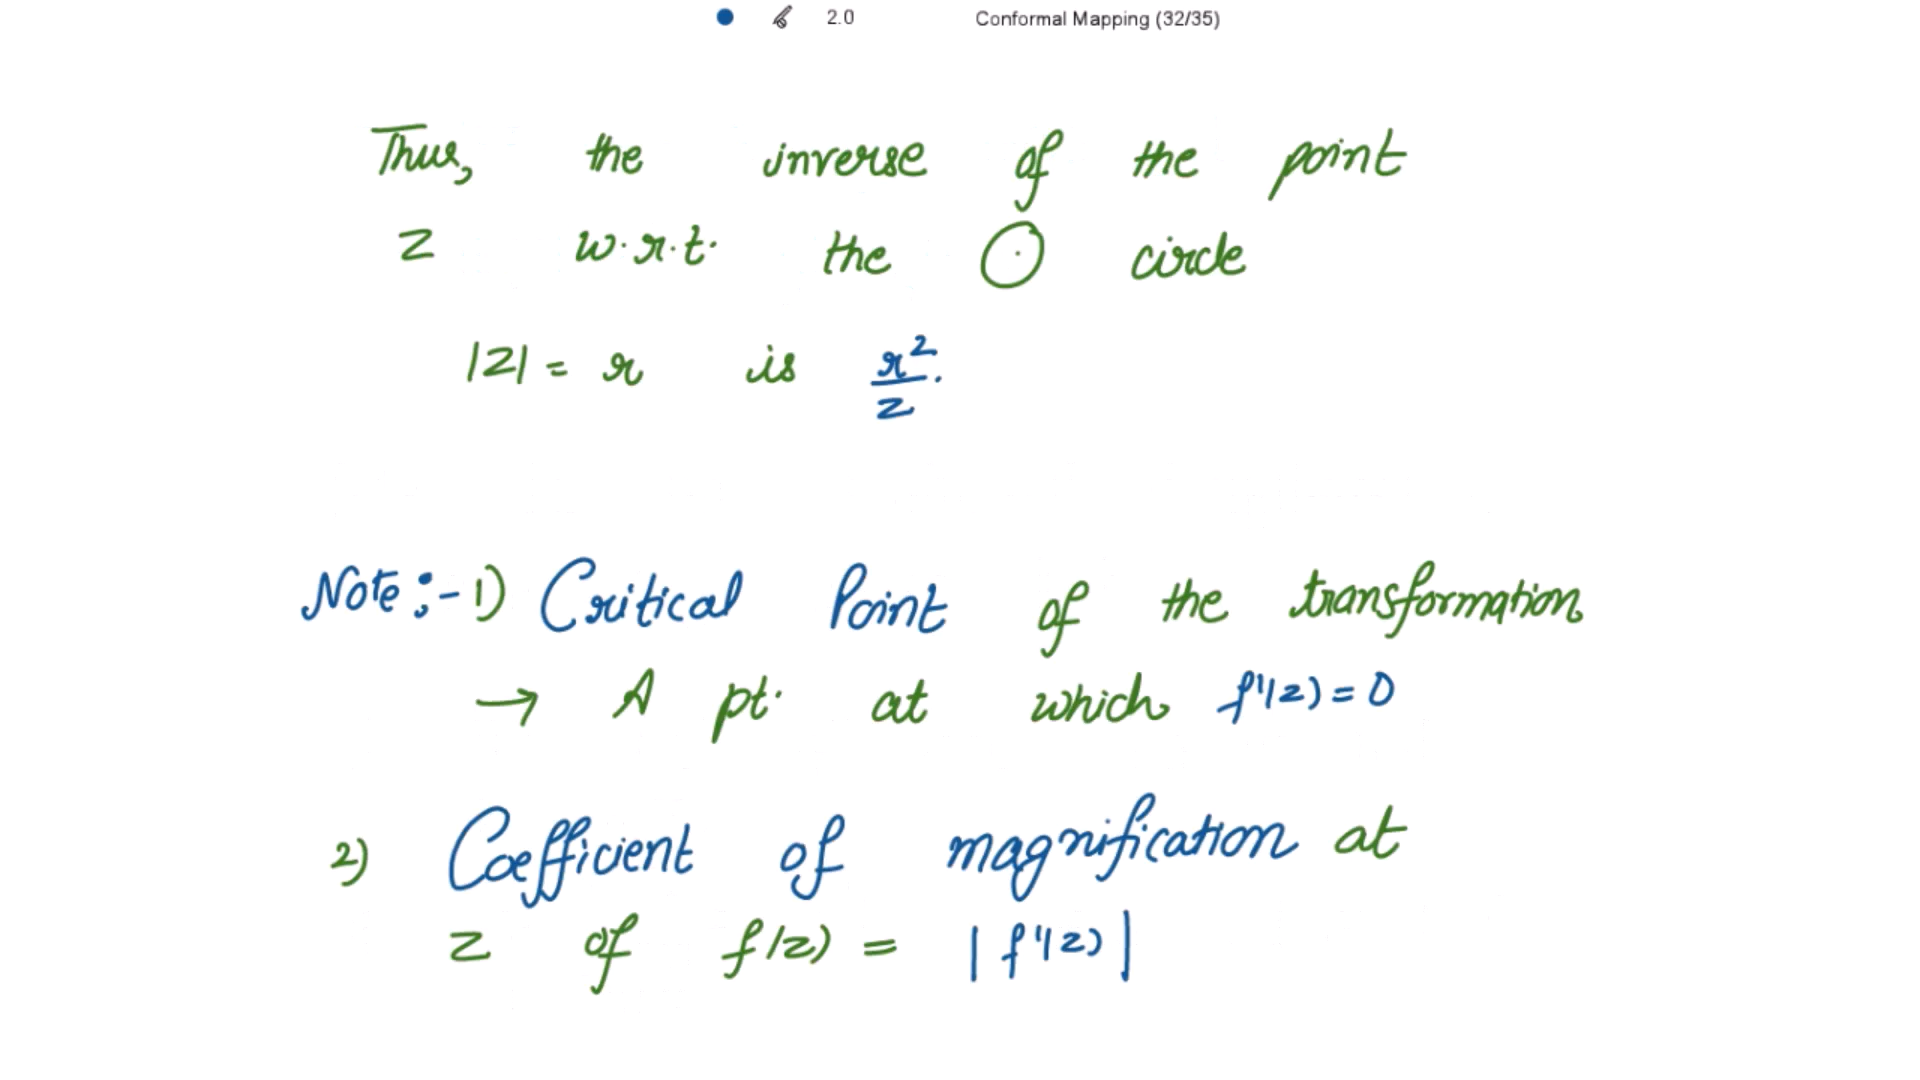 2.0 Conformal Mapping (32/35)
Thus, the inverse of the point
z w.r.t. the ⊙ circle
|z| = r is r²/z.
Note :- 1) Critical Point of the transformation
→ A pt. at which f'(z) = 0
2) Coefficient of magnification at
z of f(z) = |f'(z)|